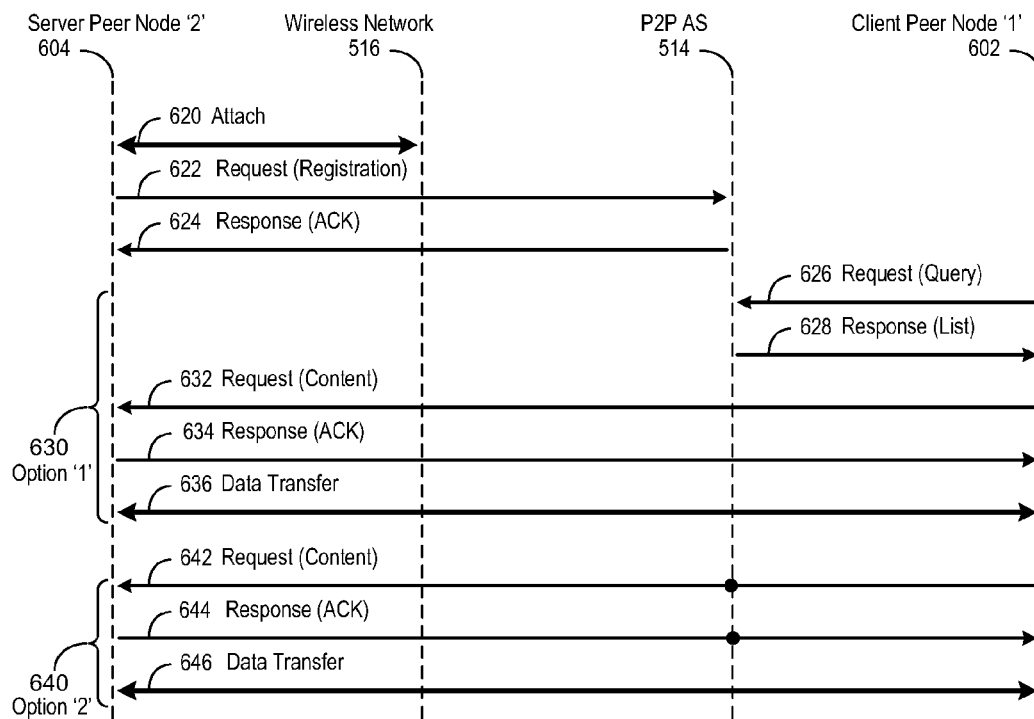 Server Peer Node ‘2’
604
Wireless Network
516
P2P AS
514
Client Peer Node ‘1’
602
620 Attach
622 Request (Registration)
624 Response (ACK)
626 Request (Query)
628 Response (List)
632 Request (Content)
634 Response (ACK)
636 Data Transfer
630
Option ‘1’
642 Request (Content)
644 Response (ACK)
646 Data Transfer
640
Option ‘2’